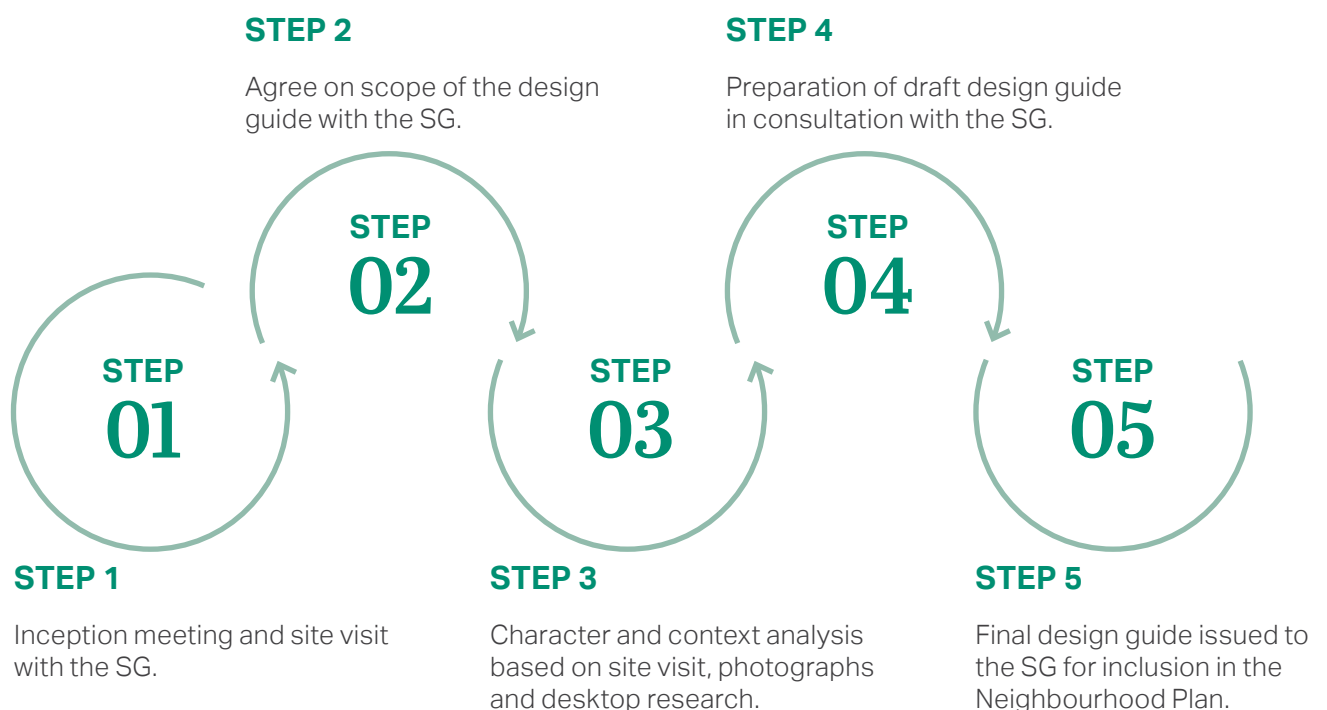 STEP 2
Agree on scope of the design
guide with the SG.
STEP 4
Preparation of draft design guide
in consultation with the SG.
STEP
01
STEP
02
STEP
03
STEP
04
STEP
05
STEP 1
Inception meeting and site visit
with the SG.
STEP 3
Character and context analysis
based on site visit, photographs
and desktop research.
STEP 5
Final design guide issued to
the SG for inclusion in the
Neighbourhood Plan.